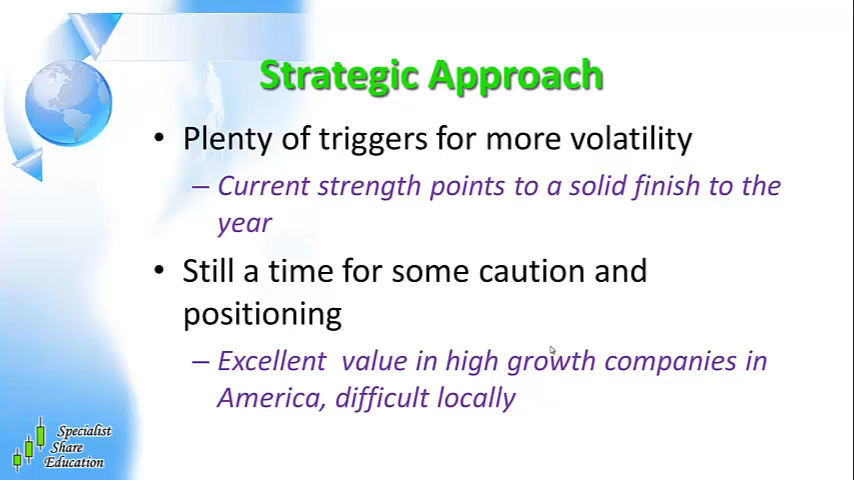 Strategic Approach
• Plenty of triggers for more volatility
– Current strength points to a solid finish to the
year
• Still a time for some caution and
positioning
– Excellent  value in high growth companies in
America, difficult locally
Specialist
Share
Education